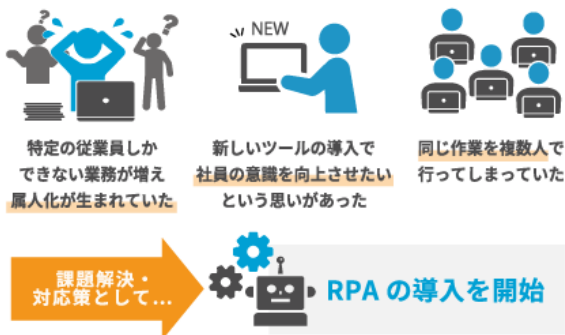 ? ?
NEW
特定の従業員しか
できない業務が増え
属人化が生まれていた
新しいツールの導入で
社員の意識を向上させたい
という思いがあった
同じ作業を複数人で
行ってしまっていた
課題解決・
対応策として...
RPA の導入を開始